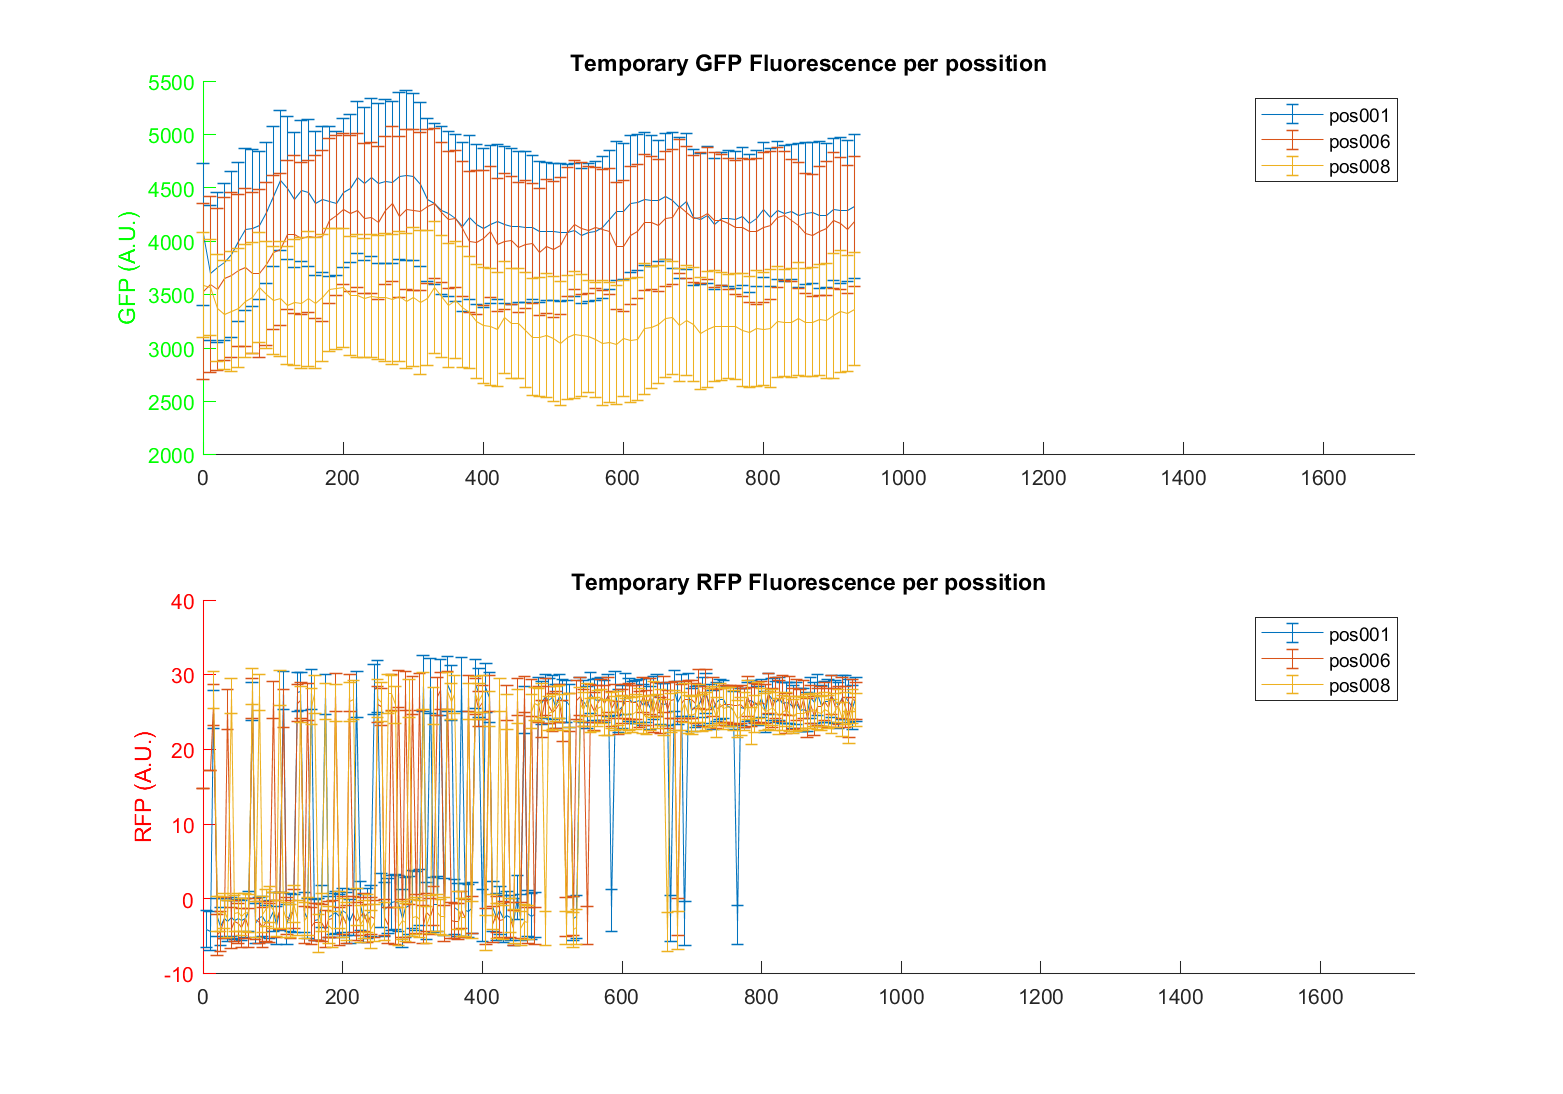 Temporary GFP Fluorescence per possition
5500
5000
4500
4000
3500
3000
2500
2000
GFP (A.U.)
0 200 400 600 800 1000 1200 1400 1600
pos001
pos006
pos008
Temporary RFP Fluorescence per possition
40
30
20
10
0
-10
RFP (A.U.)
0 200 400 600 800 1000 1200 1400 1600
pos001
pos006
pos008